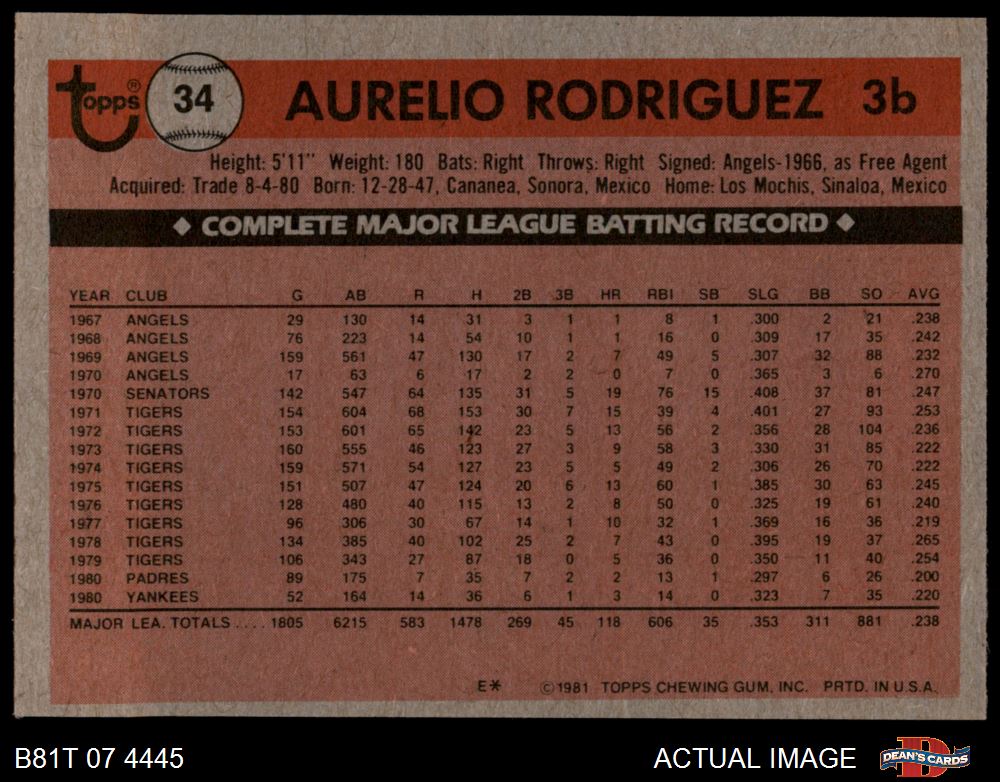 Topps® 34 AURELIO RODRIGUEZ 3b
Height: 5'11" Weight: 180 Bats: Right Throws: Right Signed: Angels-1966, as Free Agent
Acquired: Trade 8-4-80 Born: 12-28-47, Cananea, Sonora, Mexico Home: Los Mochis, Sinaloa, Mexico
◆ COMPLETE MAJOR LEAGUE BATTING RECORD ◆
YEAR CLUB G AB R H 2B 3B HR RBI SB SLG BB SO AVG
1967 ANGELS 29 130 14 31 3 1 1 8 1 .300 2 21 .238
1968 ANGELS 76 223 14 54 10 1 1 16 0 .309 17 35 .242
1969 ANGELS 159 561 47 130 17 2 7 49 5 .307 32 88 .232
1970 ANGELS 17 63 6 17 2 2 0 7 0 .365 3 6 .270
1970 SENATORS 142 547 64 135 31 5 19 76 15 .408 37 81 .247
1971 TIGERS 154 604 68 153 30 7 15 39 4 .401 27 93 .253
1972 TIGERS 153 601 65 142 23 5 13 56 2 .356 28 104 .236
1973 TIGERS 160 555 46 123 27 3 9 58 3 .330 31 85 .222
1974 TIGERS 159 571 54 127 23 5 5 49 2 .306 26 70 .222
1975 TIGERS 151 507 47 124 20 6 13 60 1 .385 30 63 .245
1976 TIGERS 128 480 40 115 13 2 8 50 0 .325 19 61 .240
1977 TIGERS 96 306 30 67 14 1 10 32 1 .369 16 36 .219
1978 TIGERS 134 385 40 102 25 2 7 43 0 .395 19 37 .265
1979 TIGERS 106 343 27 87 18 0 5 36 0 .350 11 40 .254
1980 PADRES 89 175 7 35 7 2 2 13 1 .297 6 26 .200
1980 YANKEES 52 164 14 36 6 1 3 14 0 .323 7 35 .220
MAJOR LEA. TOTALS .... 1805 6215 583 1478 269 45 118 606 35 .353 311 881 .238
E* ©1981 TOPPS CHEWING GUM, INC. PRTD. IN U.S.A.
B81T 07 4445 ACTUAL IMAGE D DEAN'S CARDS